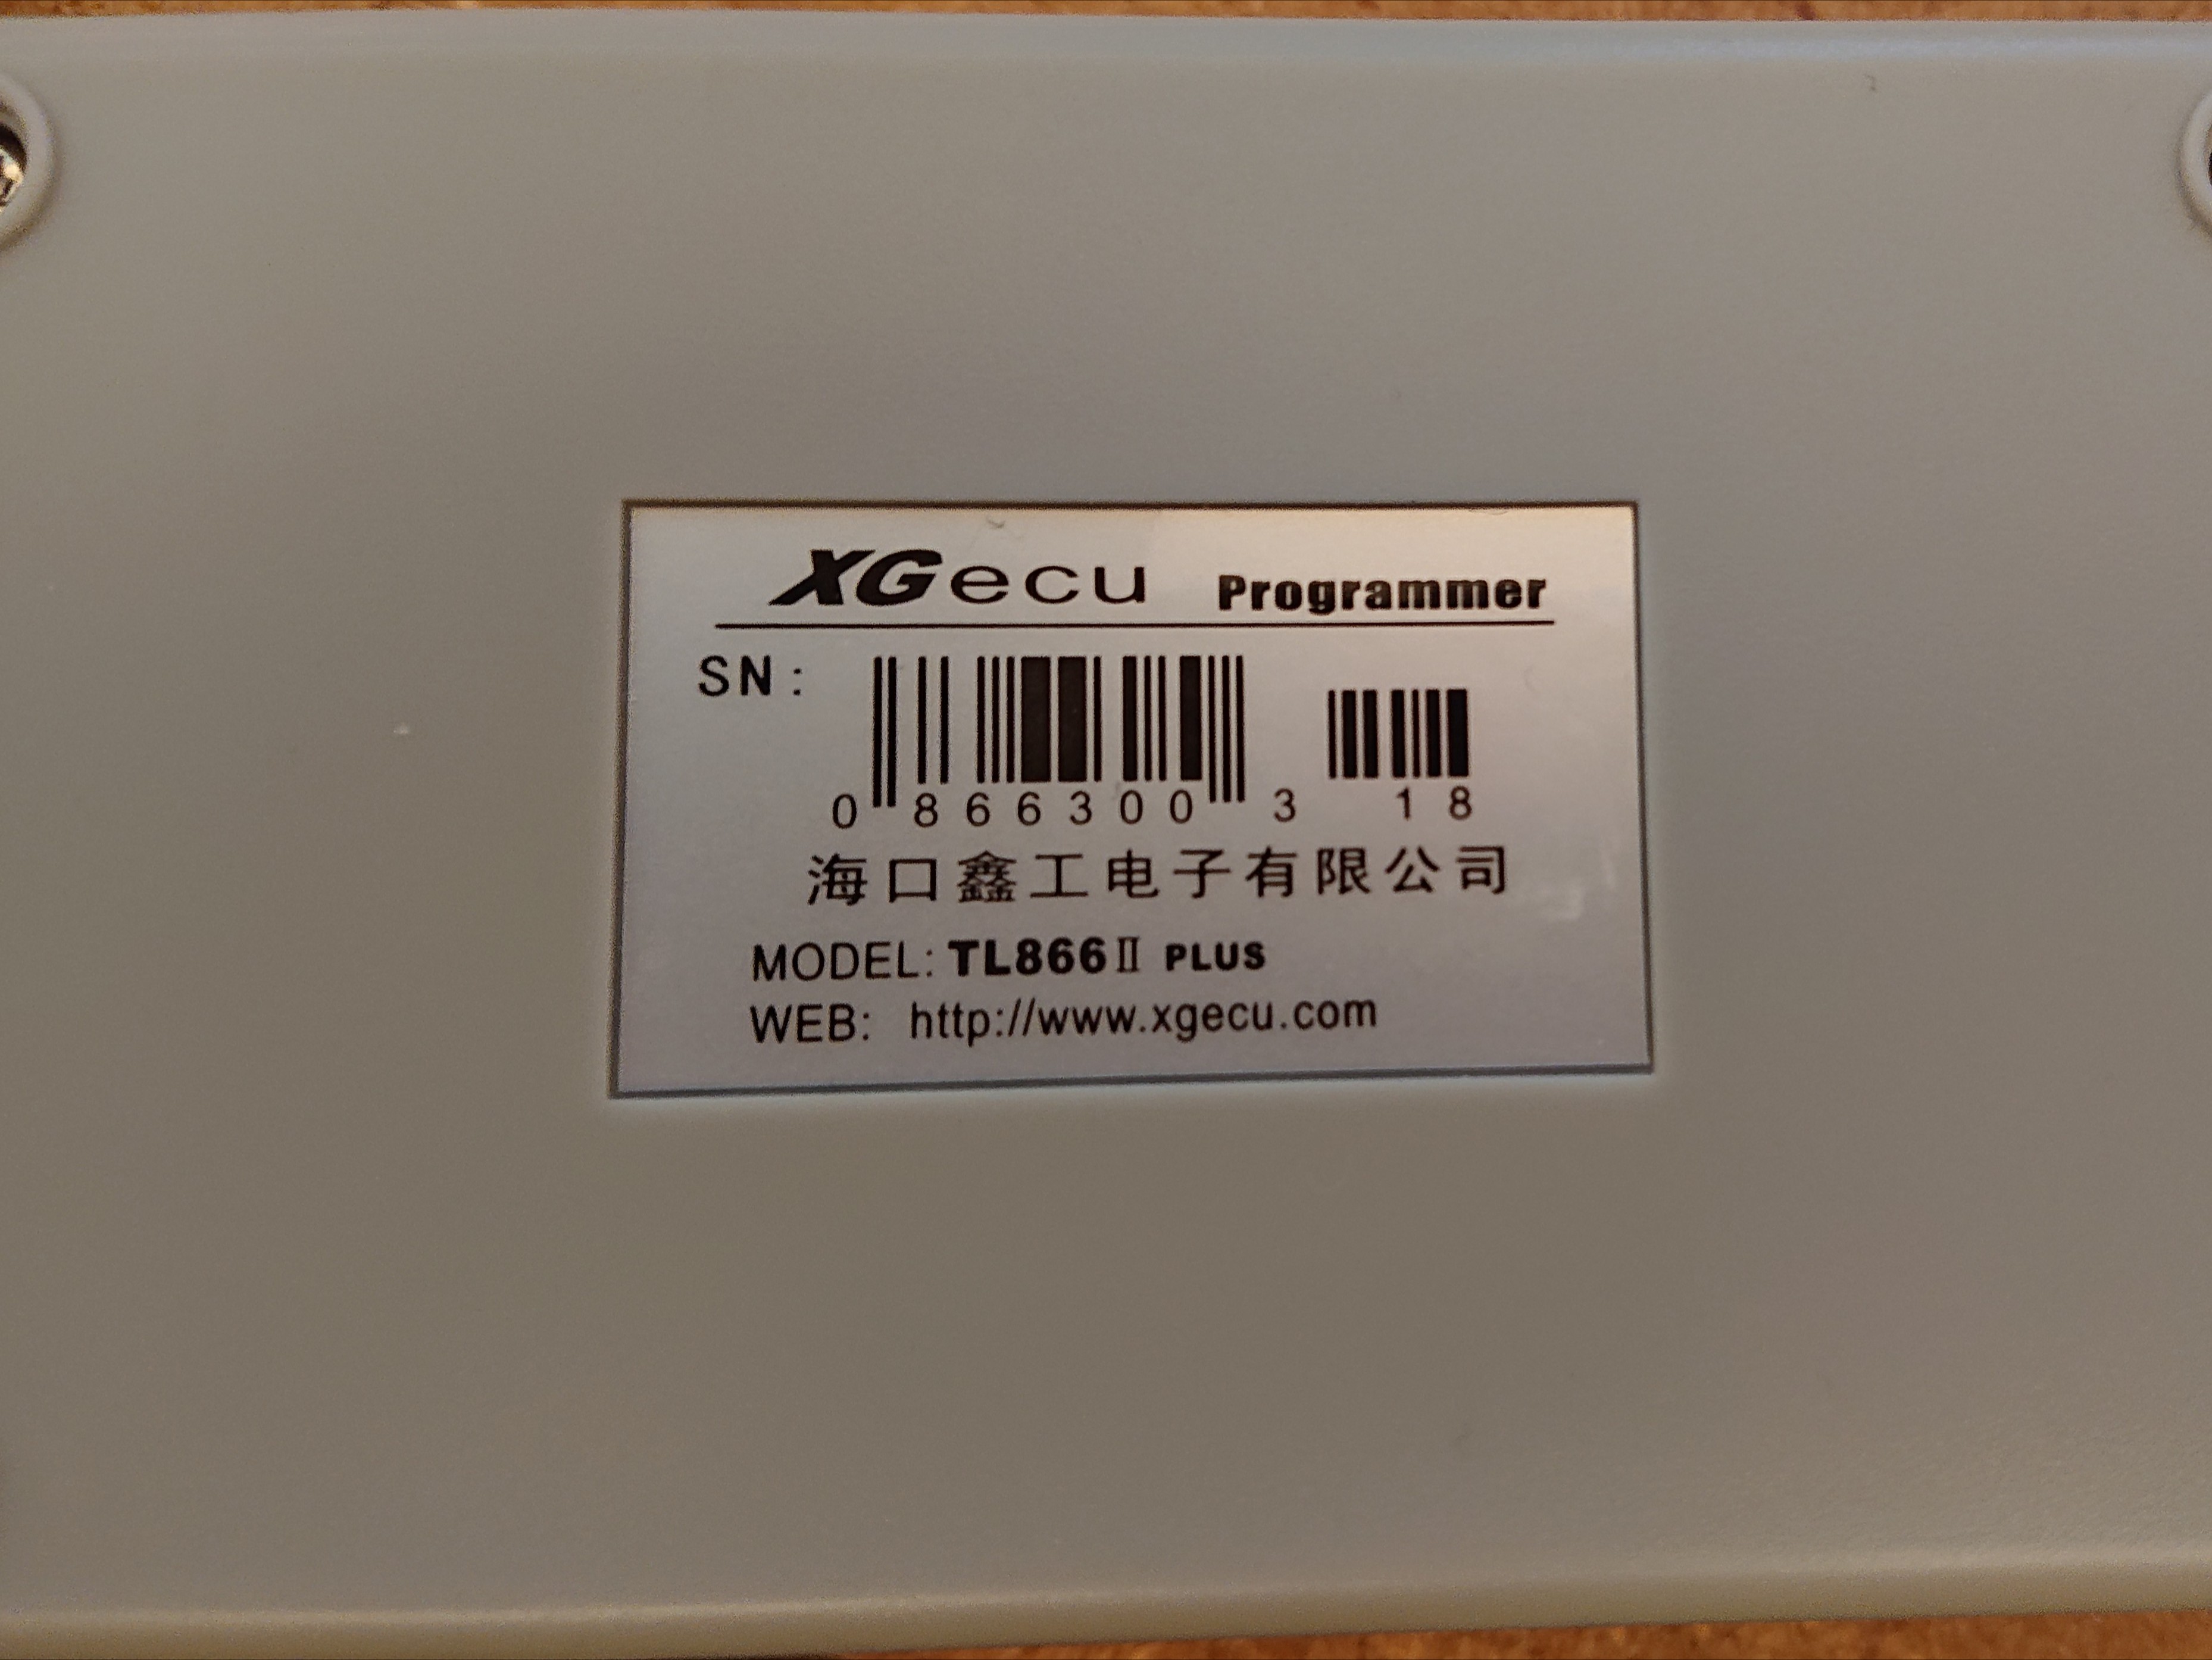 XGecu Programmer
SN:
0 866300 3 18
海口鑫工电子有限公司
MODEL: TL866Ⅱ PLUS
WEB: http://www.xgecu.com